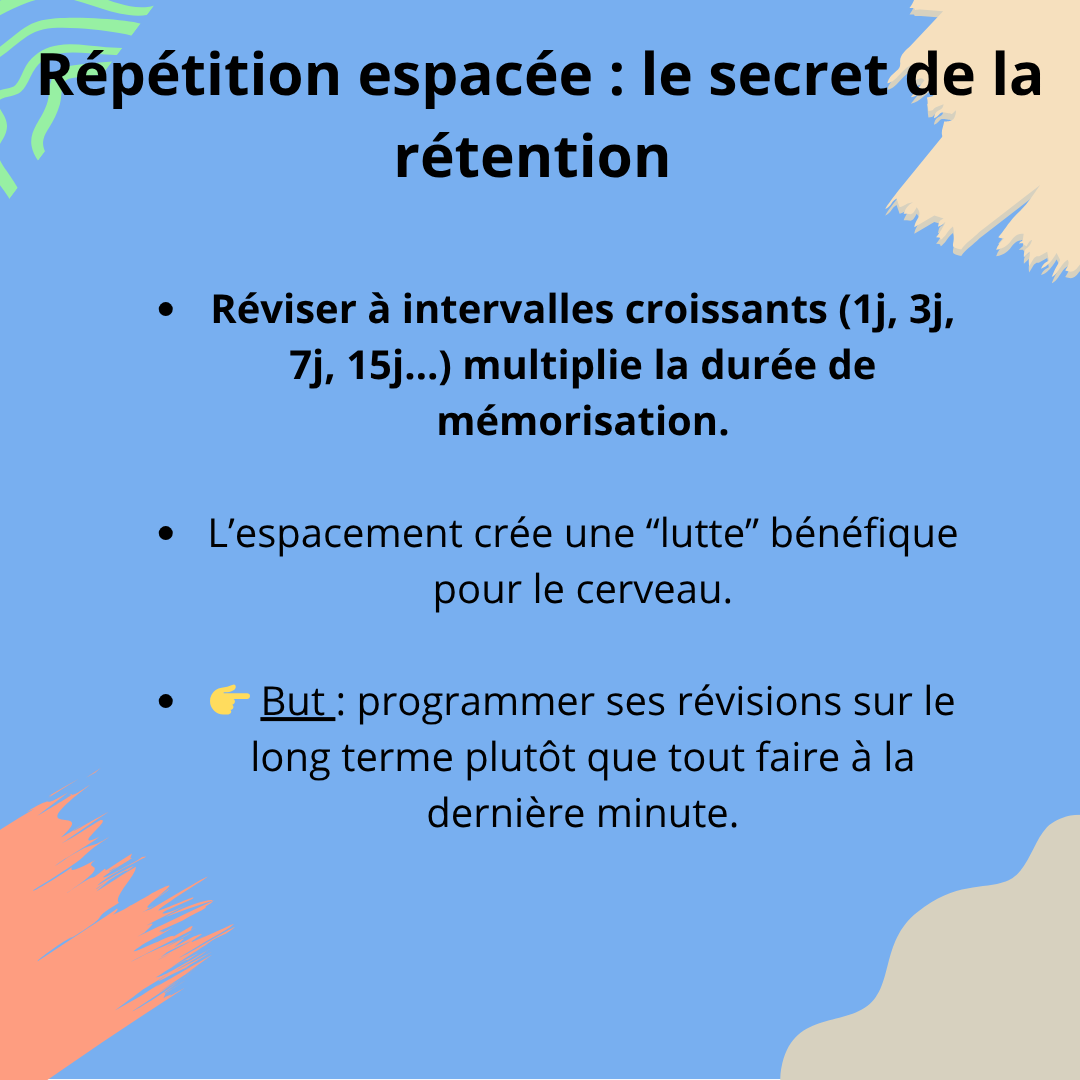 Répétition espacée : le secret de la
rétention
• Réviser à intervalles croissants (1j, 3j,
7j, 15j...) multiplie la durée de
mémorisation.
• L’espacement crée une “lutte” bénéfique
pour le cerveau.
• 👉 But : programmer ses révisions sur le
long terme plutôt que tout faire à la
dernière minute.